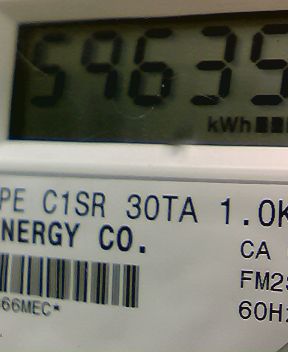 59635
kWh
PE C1SR 30TA 1.0K
NERGY CO.
CA
FM2S
60Hz
66MEC*